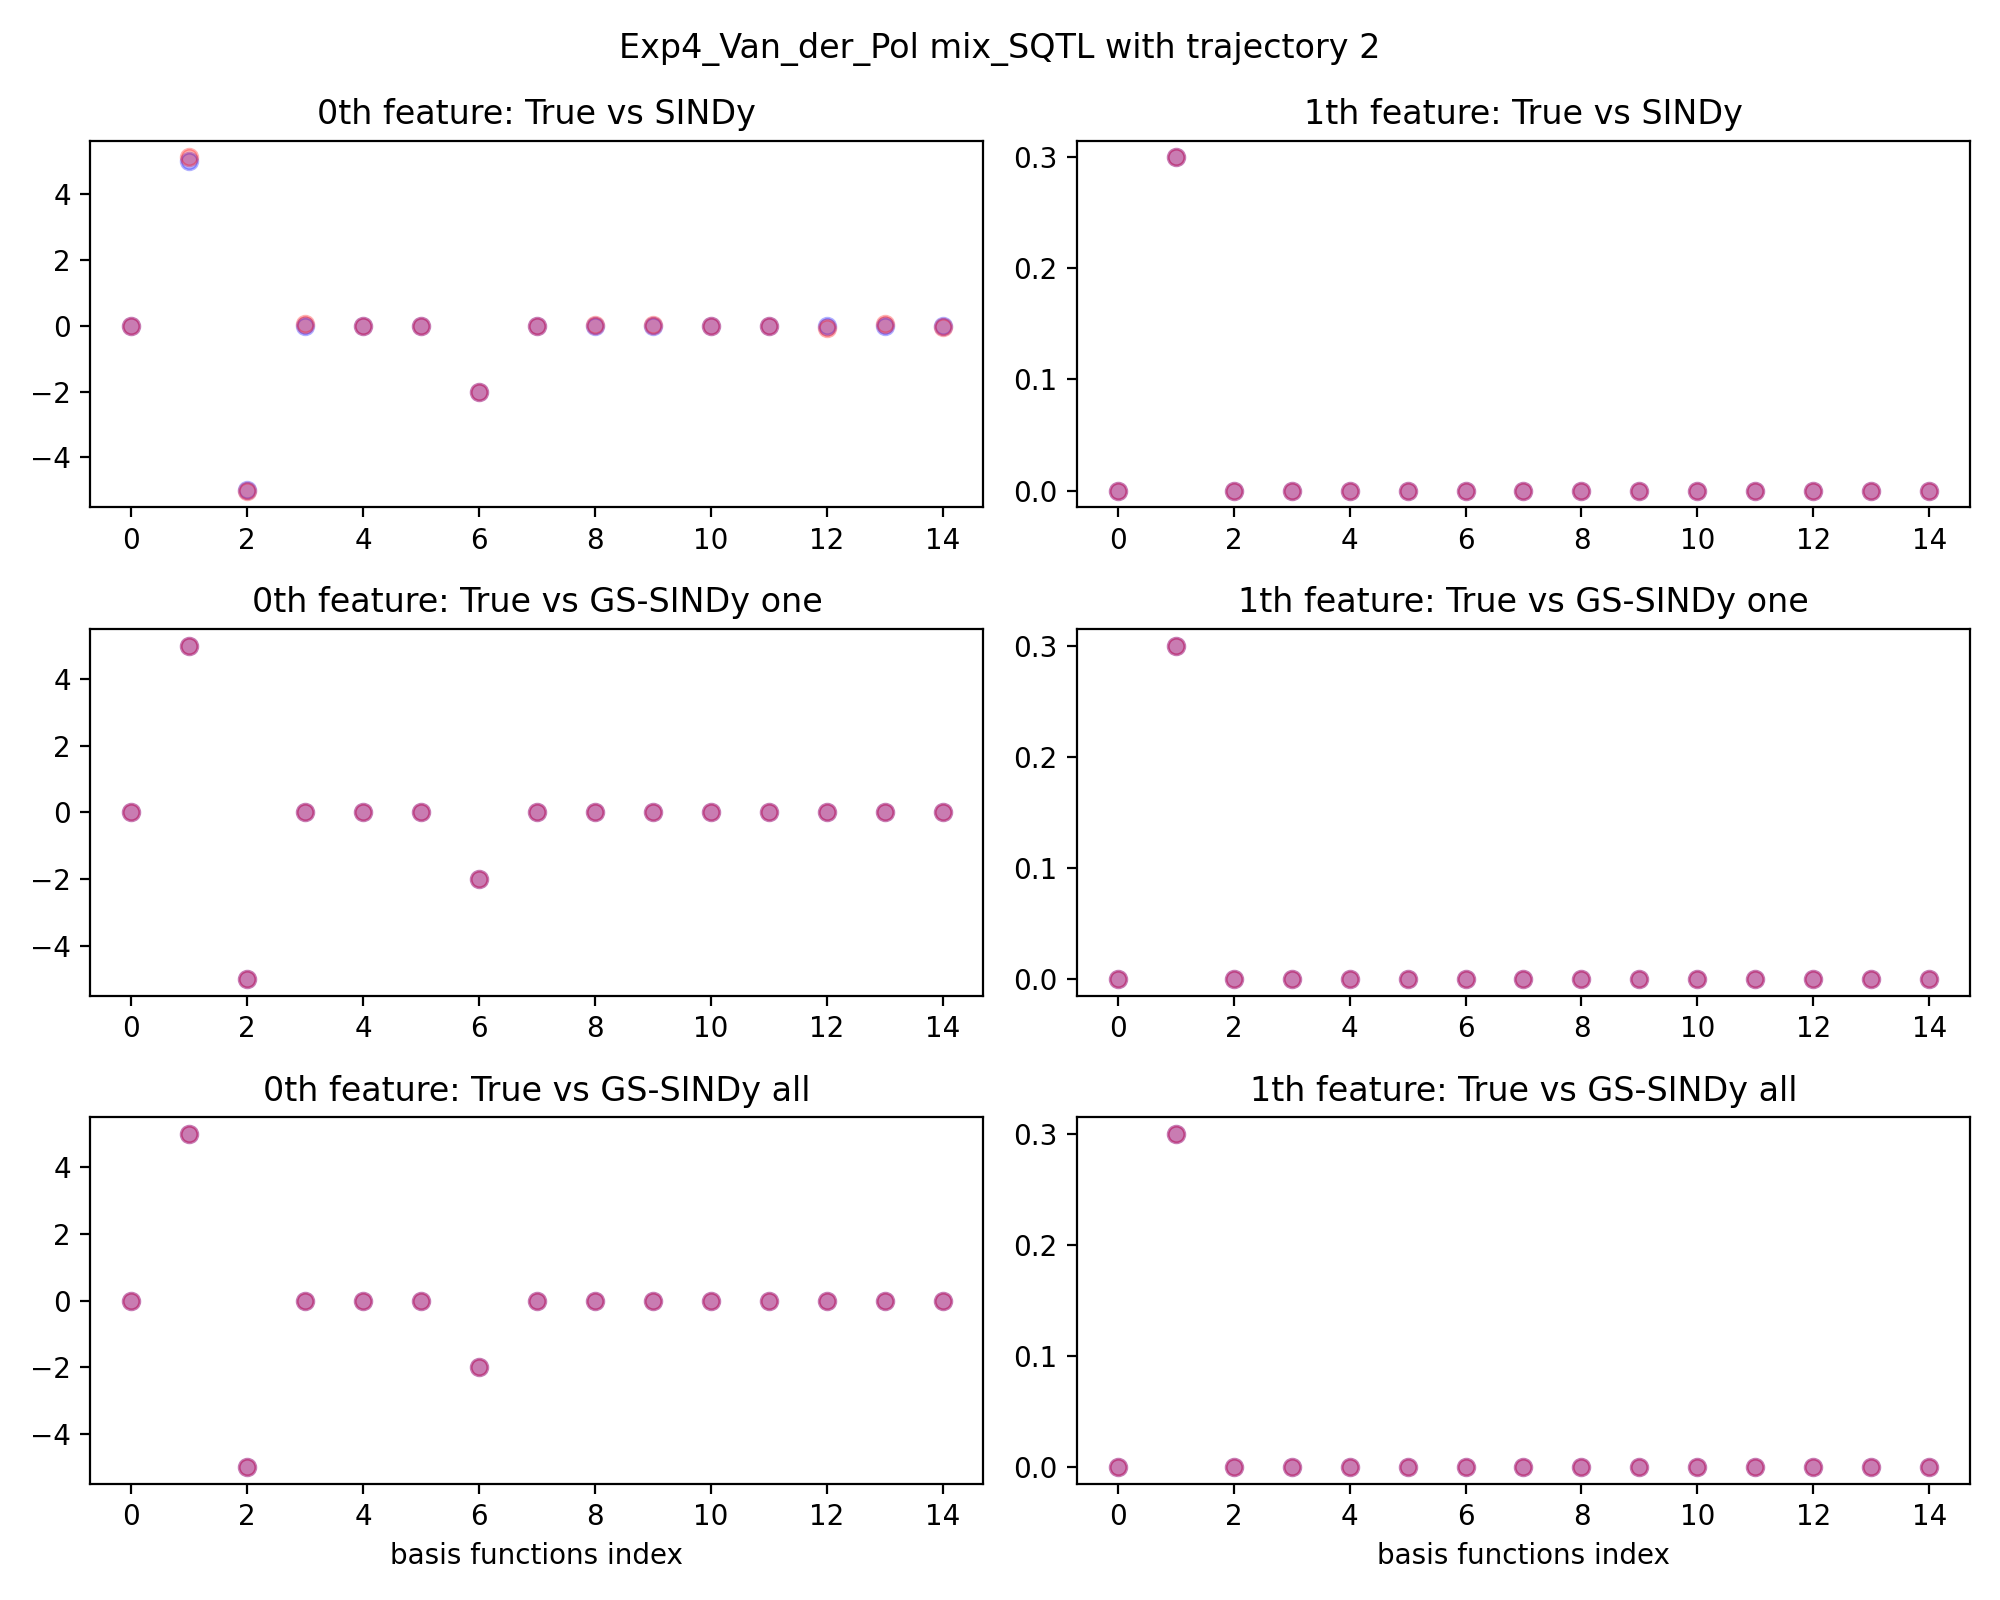 Exp4_Van_der_Pol mix_SQTL with trajectory 2
0th feature: True vs SINDy
4
2
0
−2
−4
0 2 4 6 8 10 12 14
1th feature: True vs SINDy
0.3
0.2
0.1
0.0
0 2 4 6 8 10 12 14
0th feature: True vs GS-SINDy one
4
2
0
−2
−4
0 2 4 6 8 10 12 14
1th feature: True vs GS-SINDy one
0.3
0.2
0.1
0.0
0 2 4 6 8 10 12 14
0th feature: True vs GS-SINDy all
4
2
0
−2
−4
0 2 4 6 8 10 12 14
basis functions index
1th feature: True vs GS-SINDy all
0.3
0.2
0.1
0.0
0 2 4 6 8 10 12 14
basis functions index